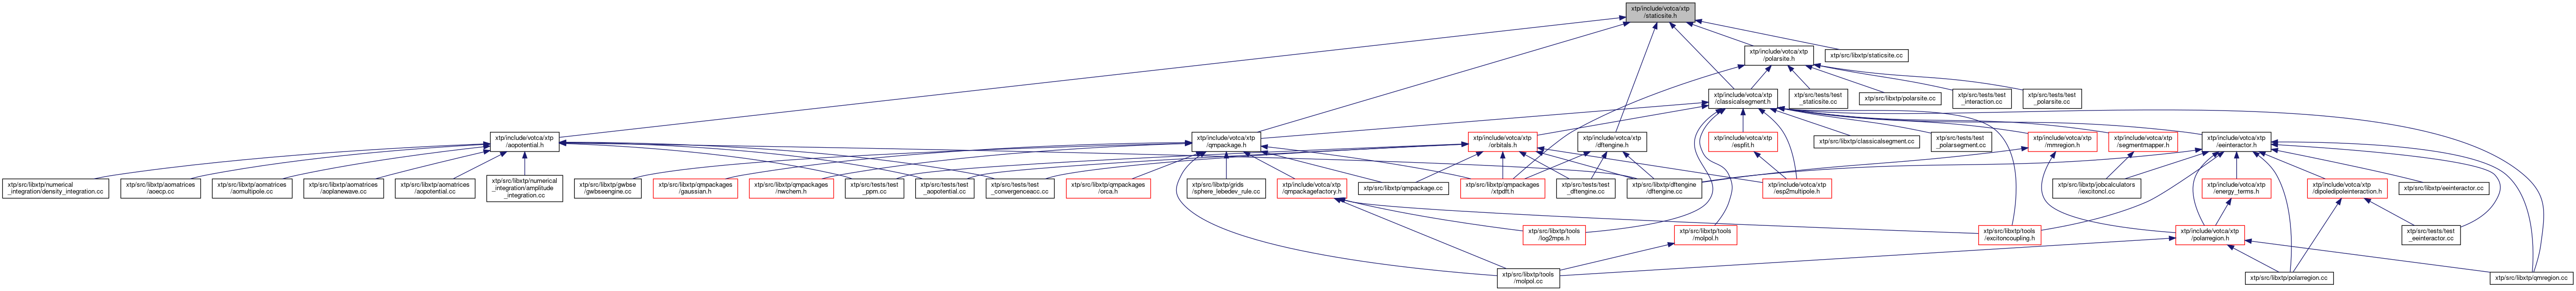 xtp/include/votca/xtp
/staticsite.h
xtp/include/votca/xtp
/polarsite.h
xtp/src/libxtp/staticsite.cc
xtp/include/votca/xtp
/classicalsegment.h
xtp/src/tests/test
_staticsite.cc
xtp/src/libxtp/polarsite.cc
xtp/src/tests/test
_interaction.cc
xtp/src/tests/test
_polarsite.cc
xtp/include/votca/xtp
/aopotential.h
xtp/include/votca/xtp
/qmpackage.h
xtp/include/votca/xtp
/orbitals.h
xtp/include/votca/xtp
/dftengine.h
xtp/include/votca/xtp
/espfit.h
xtp/src/libxtp/classicalsegment.cc
xtp/src/tests/test
_polarsegment.cc
xtp/include/votca/xtp
/mmregion.h
xtp/include/votca/xtp
/segmentmapper.h
xtp/include/votca/xtp
/eeinteractor.h
xtp/src/libxtp/numerical
_integration/density_integration.cc
xtp/src/libxtp/aomatrices
/aoecp.cc
xtp/src/libxtp/aomatrices
/aomultipole.cc
xtp/src/libxtp/aomatrices
/aoplanewave.cc
xtp/src/libxtp/aomatrices
/aopotential.cc
xtp/src/libxtp/numerical
_integration/amplitude
_integration.cc
xtp/src/libxtp/gwbse
/gwbseengine.cc
xtp/src/libxtp/qmpackages
/gaussian.h
xtp/src/libxtp/qmpackages
/nwchem.h
xtp/src/tests/test
_ppm.cc
xtp/src/tests/test
_aopotential.cc
xtp/src/tests/test
_convergenceacc.cc
xtp/src/libxtp/qmpackages
/orca.h
xtp/src/libxtp/grids
/sphere_lebedev_rule.cc
xtp/include/votca/xtp
/qmpackagefactory.h
xtp/src/libxtp/qmpackage.cc
xtp/src/libxtp/qmpackages
/xtpdft.h
xtp/src/tests/test
_dftengine.cc
xtp/src/libxtp/dftengine
/dftengine.cc
xtp/include/votca/xtp
/esp2multipole.h
xtp/src/libxtp/jobcalculators
/iexcitoncl.cc
xtp/include/votca/xtp
/energy_terms.h
xtp/include/votca/xtp
/dipoledipoleinteraction.h
xtp/src/libxtp/eeinteractor.cc
xtp/src/libxtp/tools
/log2mps.h
xtp/src/libxtp/tools
/molpol.h
xtp/src/libxtp/tools
/excitoncoupling.h
xtp/include/votca/xtp
/polarregion.h
xtp/src/tests/test
_eeinteractor.cc
xtp/src/libxtp/tools
/molpol.cc
xtp/src/libxtp/polarregion.cc
xtp/src/libxtp/qmregion.cc